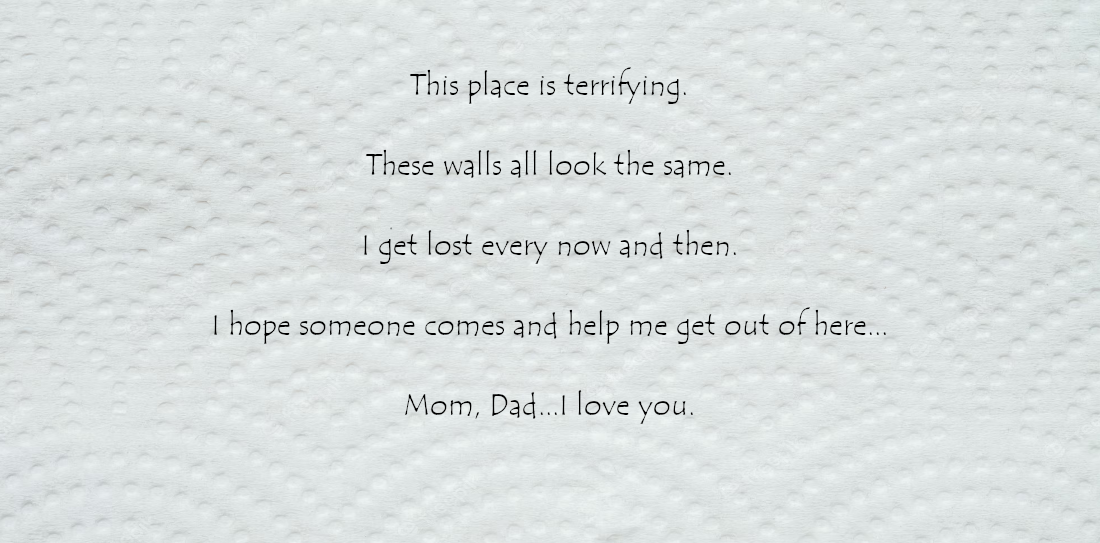 This place is terrifying.
These walls all look the same.
I get lost every now and then.
I hope someone comes and help me get out of here...
Mom, Dad...I love you.